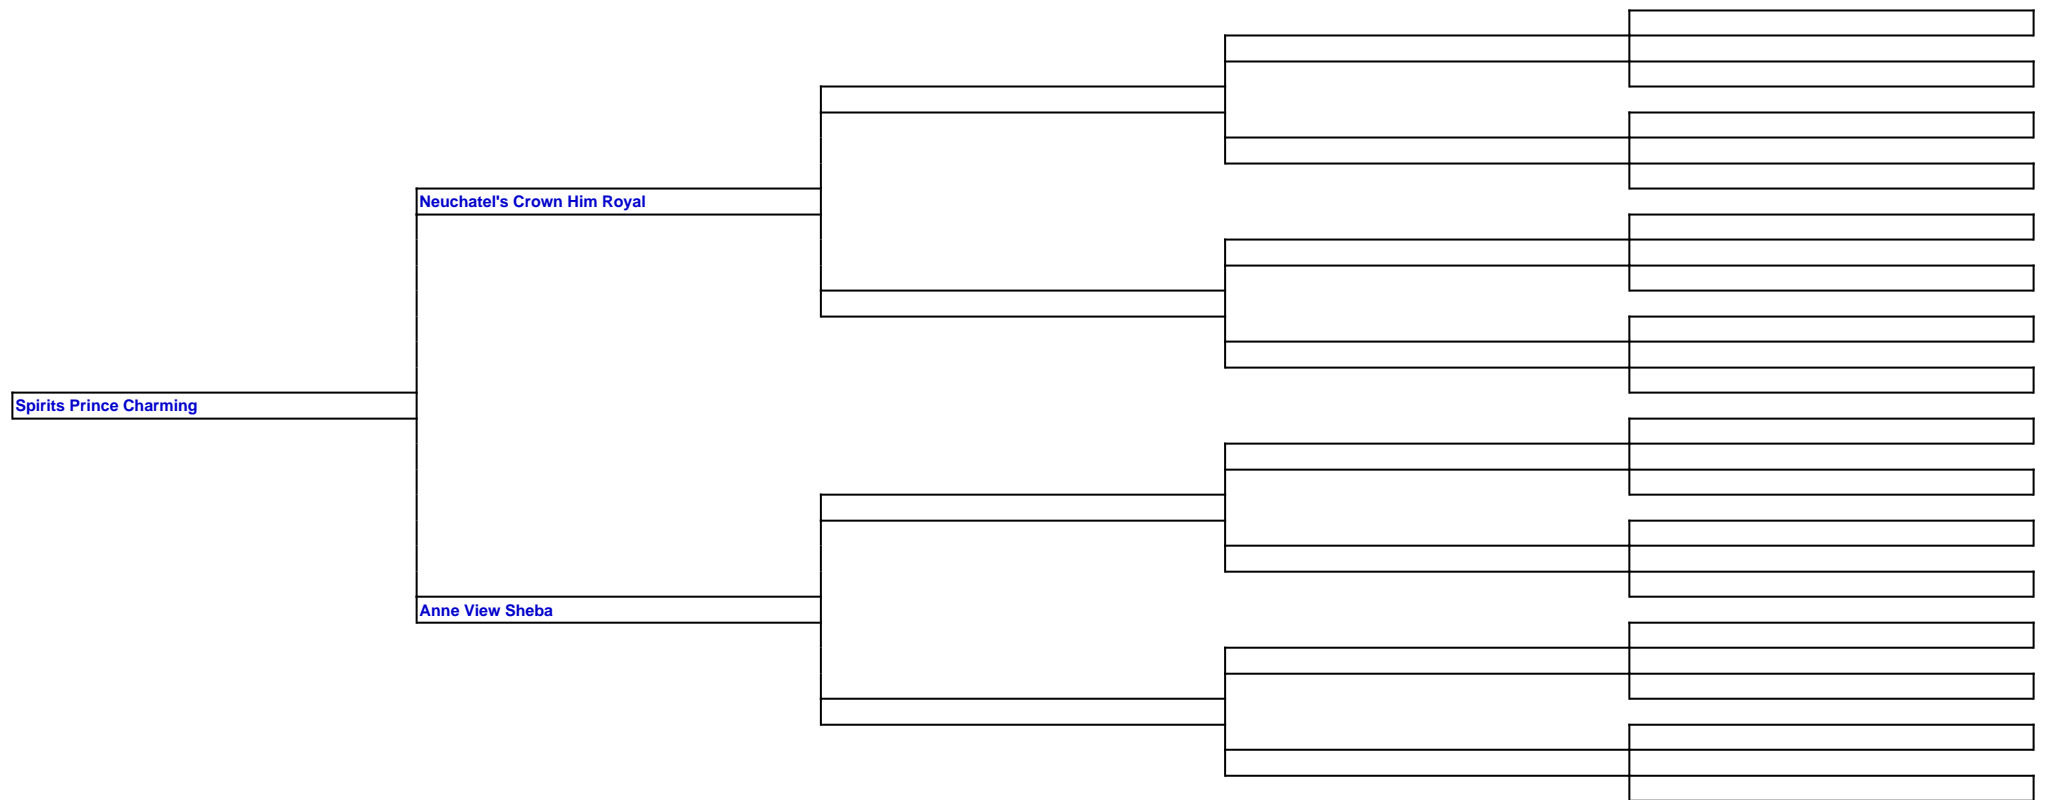 Neuchatel's Crown Him Royal
Spirits Prince Charming
Anne View Sheba